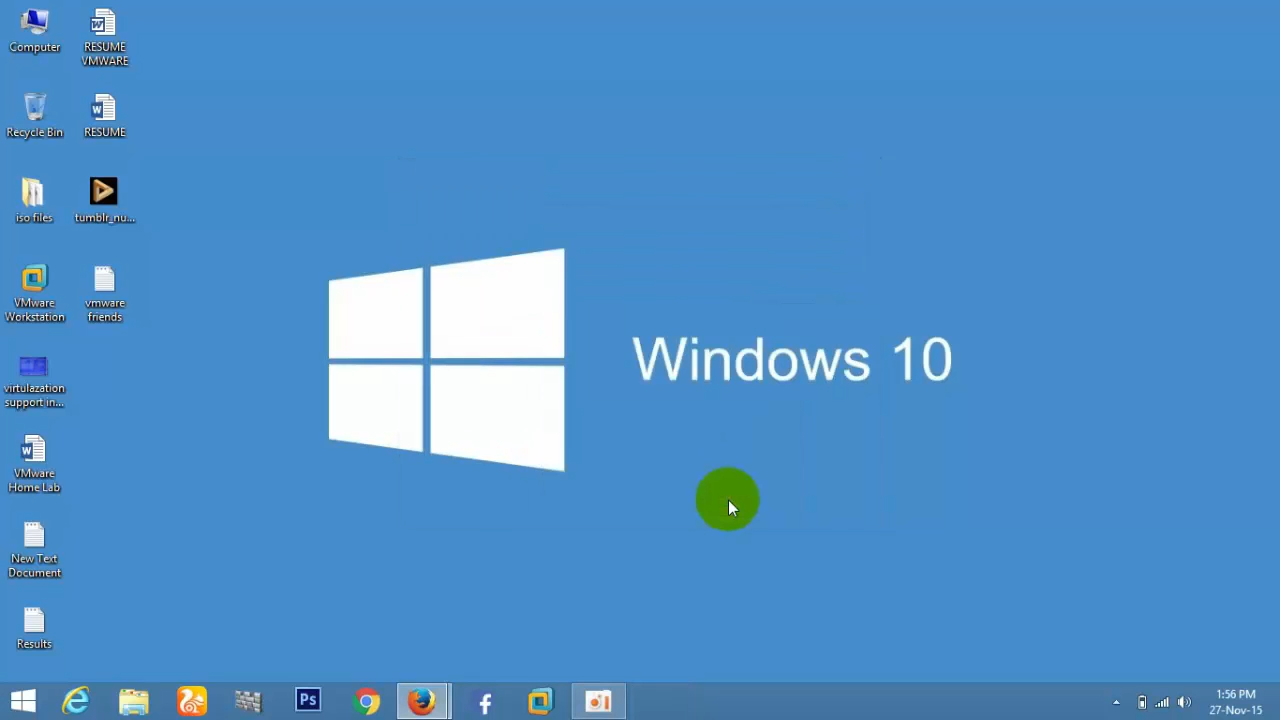 Computer
RESUME
VMWARE
Recycle Bin
RESUME
iso files
tumblr_nu...
VMware
Workstation
vmware
friends
virtulazation
support in...
VMware
Home Lab
New Text
Document
Results
Windows 10
Ps
1:56 PM
27-Nov-15